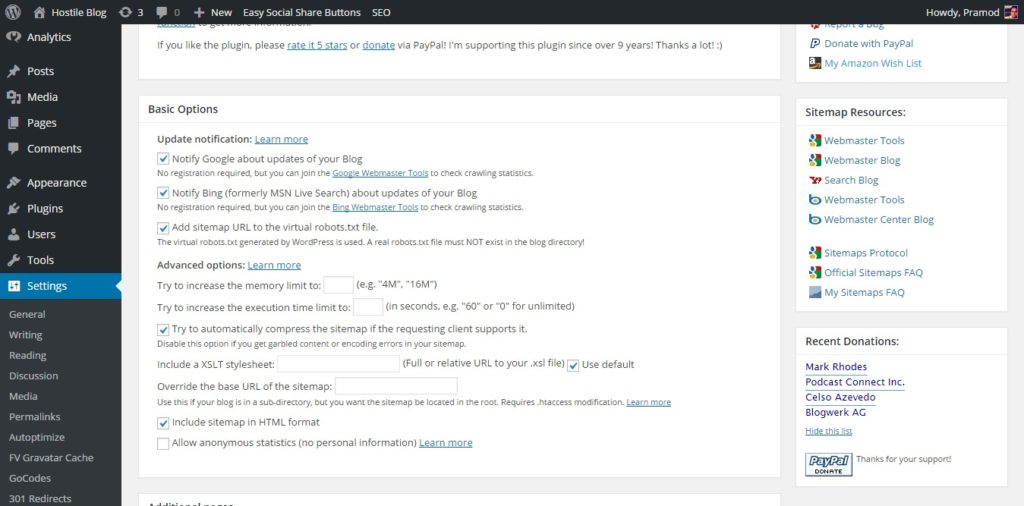 Hostile Blog 3 0 + New Easy Social Share Buttons SEO Howdy, Pramod
Analytics
Posts
Media
Pages
Comments
Appearance
Plugins
Users
Tools
Settings
General
Writing
Reading
Discussion
Media
Permalinks
Autoptimize
FV Gravatar Cache
GoCodes
301 Redirects
function to get more information.
If you like the plugin, please rate it 5 stars or donate via PayPal! I'm supporting this plugin since over 9 years! Thanks a lot! :)
Basic Options
Update notification: Learn more
Notify Google about updates of your Blog
No registration required, but you can join the Google Webmaster Tools to check crawling statistics.
Notify Bing (formerly MSN Live Search) about updates of your Blog
No registration required, but you can join the Bing Webmaster Tools to check crawling statistics.
Add sitemap URL to the virtual robots.txt file.
The virtual robots.txt generated by WordPress is used. A real robots.txt file must NOT exist in the blog directory!
Advanced options: Learn more
Try to increase the memory limit to: (e.g. "4M", "16M")
Try to increase the execution time limit to: (in seconds, e.g. "60" or "0" for unlimited)
Try to automatically compress the sitemap if the requesting client supports it.
Disable this option if you get garbled content or encoding errors in your sitemap.
Include a XSLT stylesheet: (Full or relative URL to your .xsl file) Use default
Override the base URL of the sitemap:
Use this if your blog is in a sub-directory, but you want the sitemap be located in the root. Requires .htaccess modification. Learn more
Include sitemap in HTML format
Allow anonymous statistics (no personal information) Learn more
Additional pages
Report a Bug
Donate with PayPal
My Amazon Wish List
Sitemap Resources:
Webmaster Tools
Webmaster Blog
Search Blog
Webmaster Tools
Webmaster Center Blog
Sitemaps Protocol
Official Sitemaps FAQ
My Sitemaps FAQ
Recent Donations:
Mark Rhodes
Podcast Connect Inc.
Celso Azevedo
Blogwerk AG
Hide this list
PayPal
DONATE
Thanks for your support!